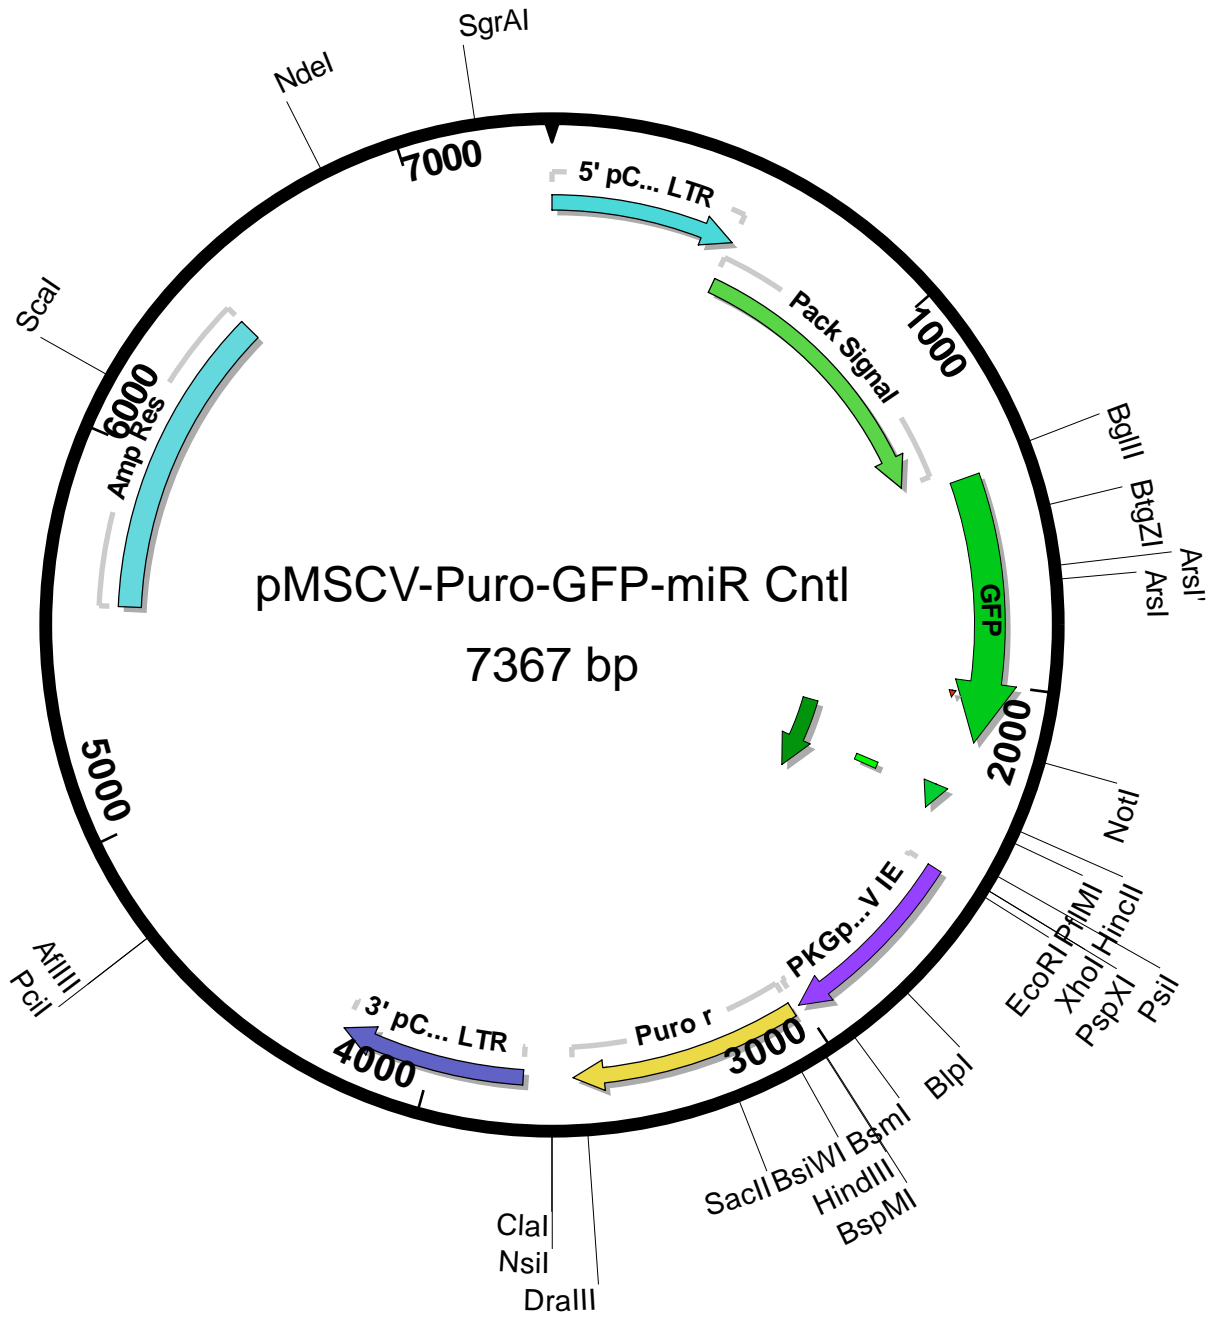 SgrAI
NdeI
7000
5' pC... LTR
Pack Signal
1000
ScaI
6000
Amp Res
BglII
BtgZI
ArsI'
ArsI
GFP
pMSCV-Puro-GFP-miR Cntl
7367 bp
2000
NotI
5000
HincII
PflMI
PsiI
PspXI
XhoI
EcoRI
PKGp...V IE
AflIII
PciI
3' pC... LTR
Puro r
3000
4000
BlpI
BsmI
HindIII
BspMI
BsiWI
SacII
ClaI
NsiI
DraIII